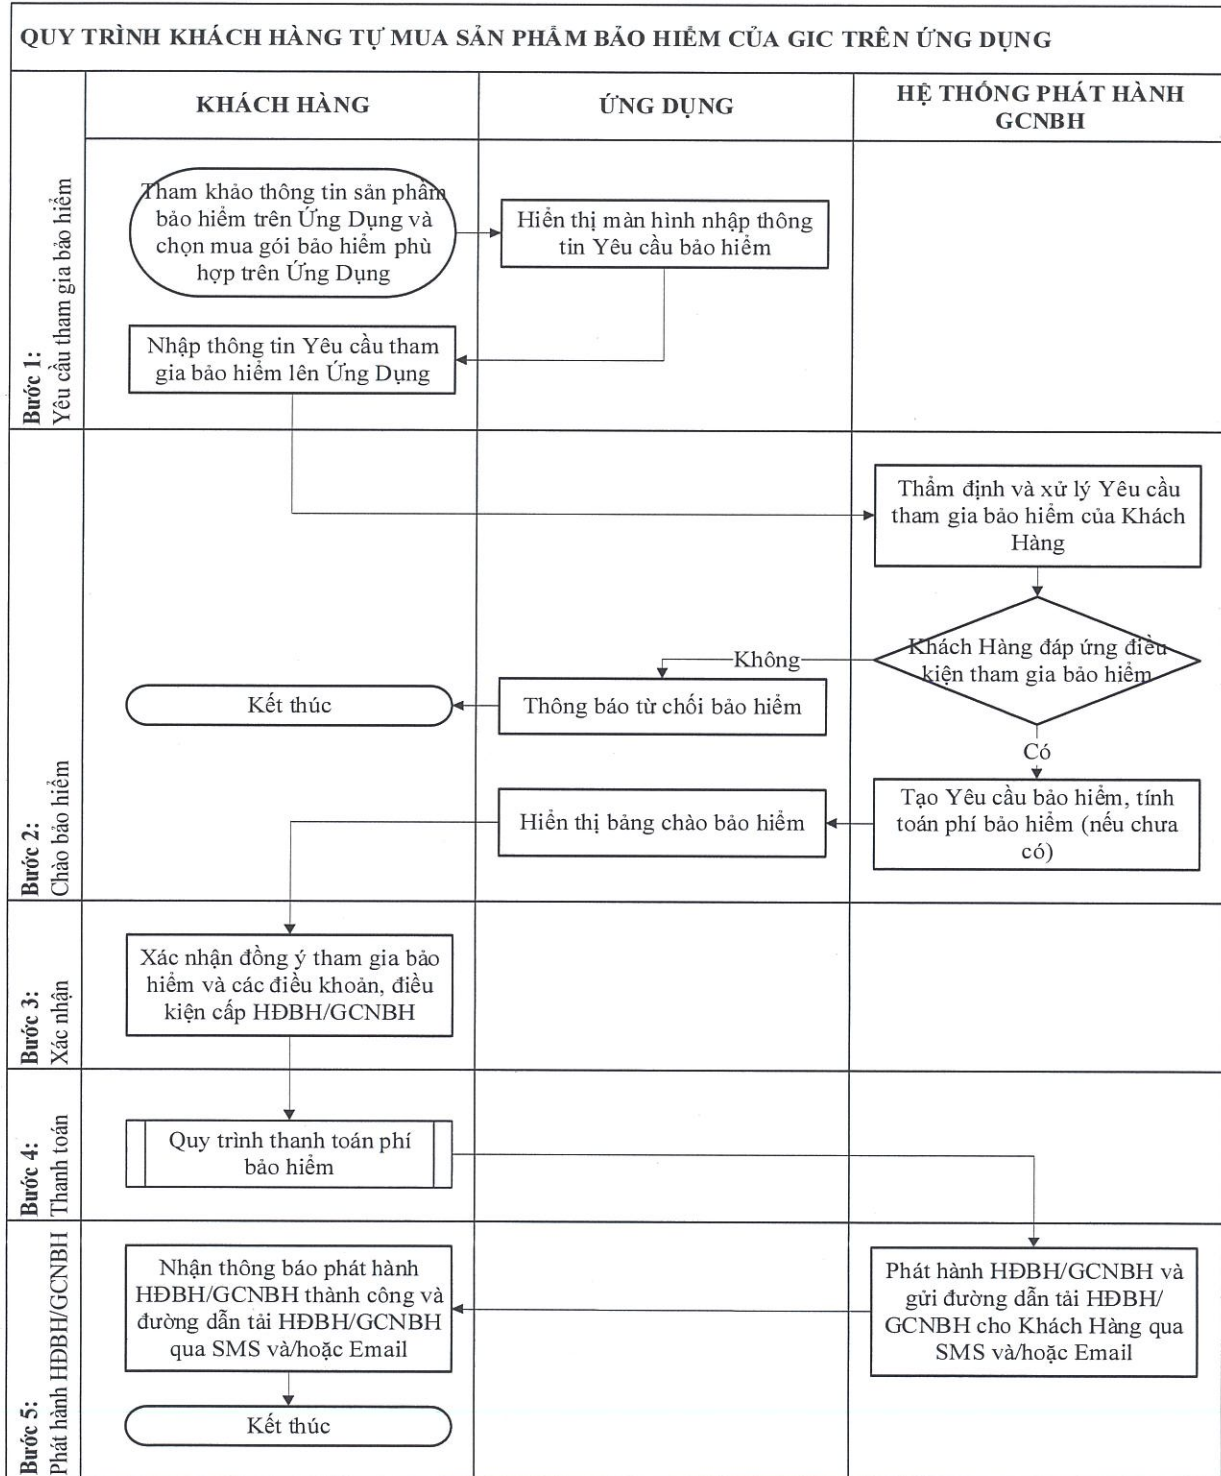 QUY TRÌNH KHÁCH HÀNG TỰ MUA SẢN PHẨM BẢO HIỂM CỦA GIC TRÊN ỨNG DỤNG
KHÁCH HÀNG
ỨNG DỤNG
HỆ THỐNG PHÁT HÀNH
GCNBH
Bước 1:
Yêu cầu tham gia bảo hiểm
Tham khảo thông tin sản phẩm
bảo hiểm trên Ứng Dụng và
chọn mua gói bảo hiểm phù
hợp trên Ứng Dụng
Hiển thị màn hình nhập thông
tin Yêu cầu bảo hiểm
Nhập thông tin Yêu cầu tham
gia bảo hiểm lên Ứng Dụng
Bước 2:
Chào bảo hiểm
Thẩm định và xử lý Yêu cầu
tham gia bảo hiểm của Khách
Hàng
Khách Hàng đáp ứng điều
kiện tham gia bảo hiểm
Không
Thông báo từ chối bảo hiểm
Kết thúc
Có
Tạo Yêu cầu bảo hiểm, tính
toán phí bảo hiểm (nếu chưa
có)
Hiển thị bảng chào bảo hiểm
Bước 3:
Xác nhận
Xác nhận đồng ý tham gia bảo
hiểm và các điều khoản, điều
kiện cấp HĐBH/GCNBH
Bước 4:
Thanh toán
Quy trình thanh toán phí
bảo hiểm
Bước 5:
Phát hành HĐBH/GCNBH
Phát hành HĐBH/GCNBH và
gửi đường dẫn tải HĐBH/
GCNBH cho Khách Hàng qua
SMS và/hoặc Email
Nhận thông báo phát hành
HĐBH/GCNBH thành công và
đường dẫn tải HĐBH/GCNBH
qua SMS và/hoặc Email
Kết thúc